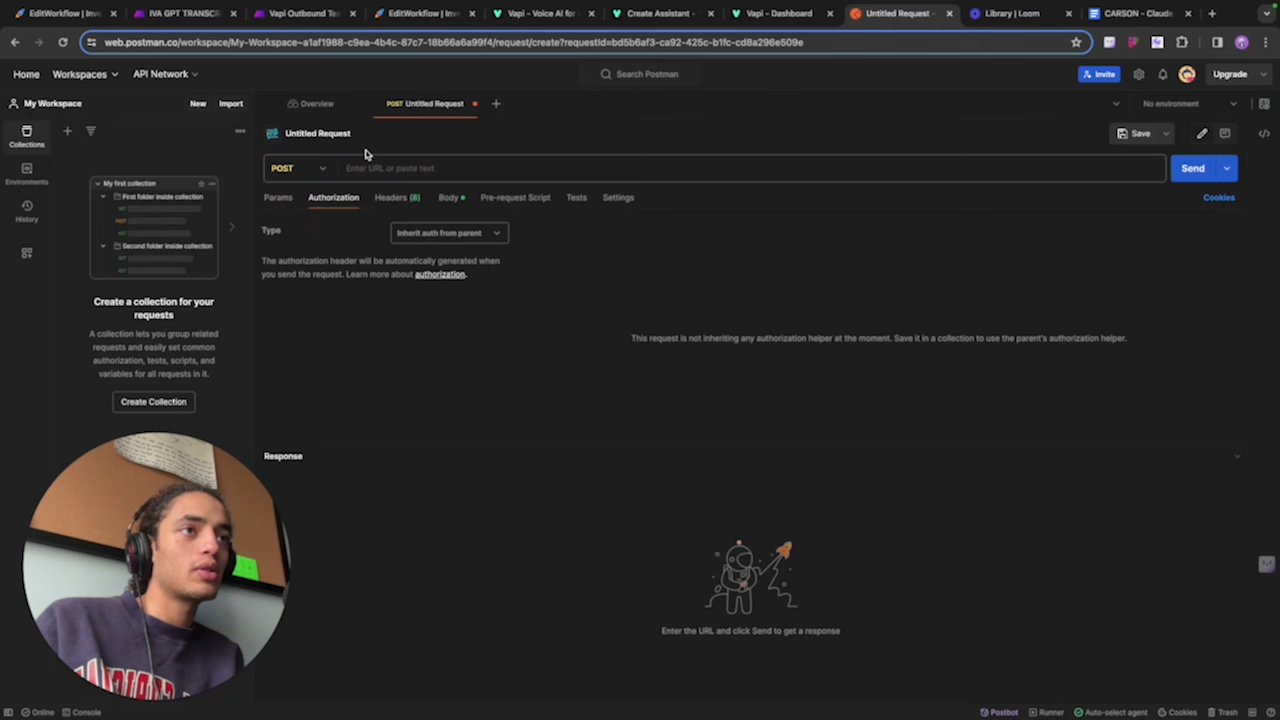 EditWorkflow | Inve
IVA GPT TRANSCR
Vapi Outbound Tes
EditWorkflow | Inve
Vapi - Voice AI for
Create Assistant -
Vapi - Dashboard
Untitled Request -
Library | Loom
CARSON - Claude
web.postman.co/workspace/My-Workspace~a1af1988-c9ea-4b4c-87c7-18b66a6a99f4/request/create?requestId=bd5b6af3-ca92-425c-b1fc-cd8a296e509e
Home
Workspaces
API Network
Search Postman
Invite
Upgrade
My Workspace
New
Import
Overview
POST Untitled Request
No environment
Collections
Untitled Request
Save
Environments
POST
Enter URL or paste text
Send
My first collection
First folder inside collection
Second folder inside collection
History
Params
Authorization
Headers (8)
Body
Pre-request Script
Tests
Settings
Cookies
Type
Inherit auth from parent
The authorization header will be automatically generated when
you send the request. Learn more about authorization.
This request is not inheriting any authorization helper at the moment. Save it in a collection to use the parent's authorization helper.
Create a collection for your
requests
A collection lets you group related
requests and easily set common
authorization, tests, scripts, and
variables for all requests in it.
Create Collection
Response
Enter the URL and click Send to get a response
Online
Console
Postbot
Runner
Auto-select agent
Cookies
Trash